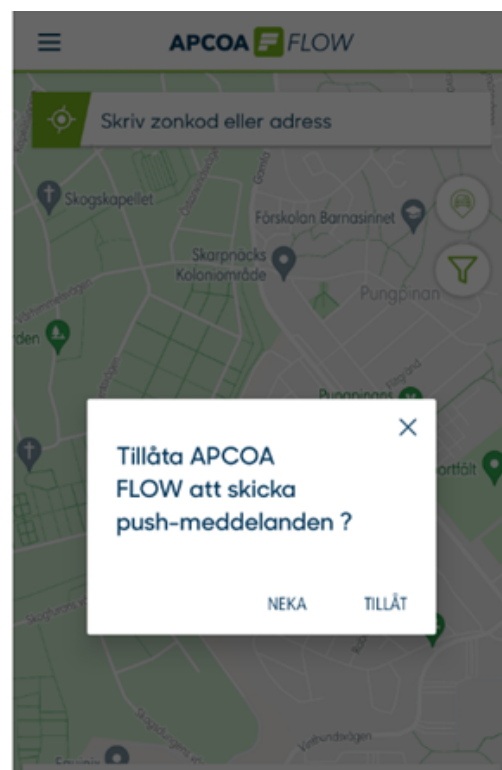 APCOA FLOW
Skriv zonkod eller adress
Skogskapellet
Förskolan Barnasinnet
Skarpnäcks
Koloniområde
Pungpinan
Tillåta APCOA
FLOW att skicka
push-meddelanden ?
NEKA TILLÅT
Vinthundsvägen